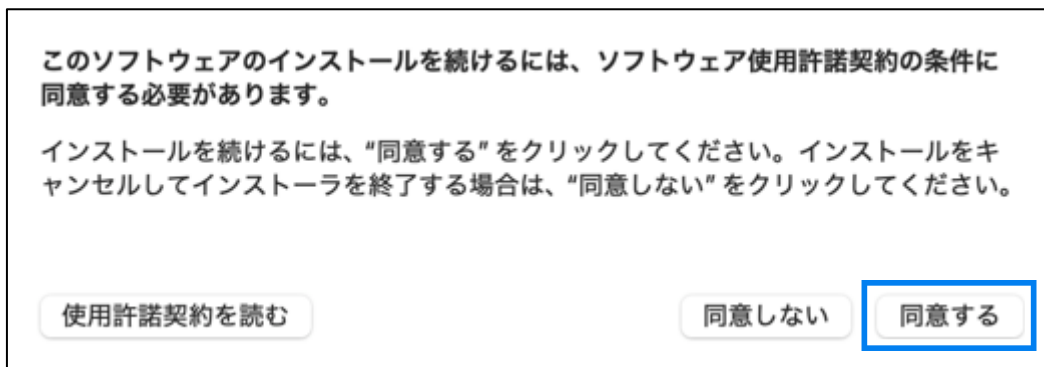 このソフトウェアのインストールを続けるには、ソフトウェア使用許諾契約の条件に
同意する必要があります。
インストールを続けるには、“同意する” をクリックしてください。インストールをキ
ャンセルしてインストーラを終了する場合は、“同意しない” をクリックしてください。
使用許諾契約を読む 同意しない 同意する